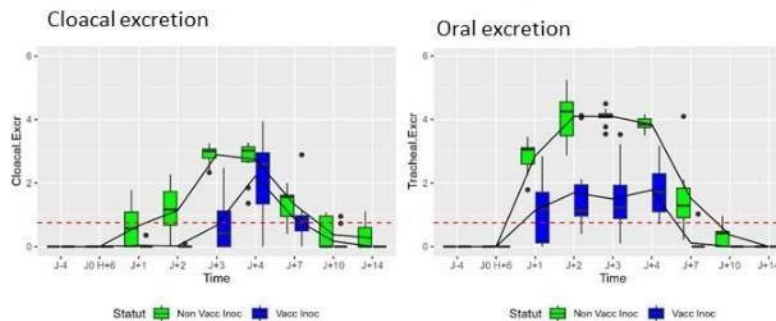 Cloacal excretion
Cloacal.Excr
6
4
2
0
J-4 J0 H+6 J+1 J+2 J+3 J+4 J+7 J+10 J+14
Time
Statut Non Vacc Inoc Vacc Inoc
Oral excretion
Tracheal.Excr
6
4
2
0
J-4 J0 H+6 J+1 J+2 J+3 J+4 J+7 J+10 J+14
Time
Statut Non Vacc Inoc Vacc Inoc